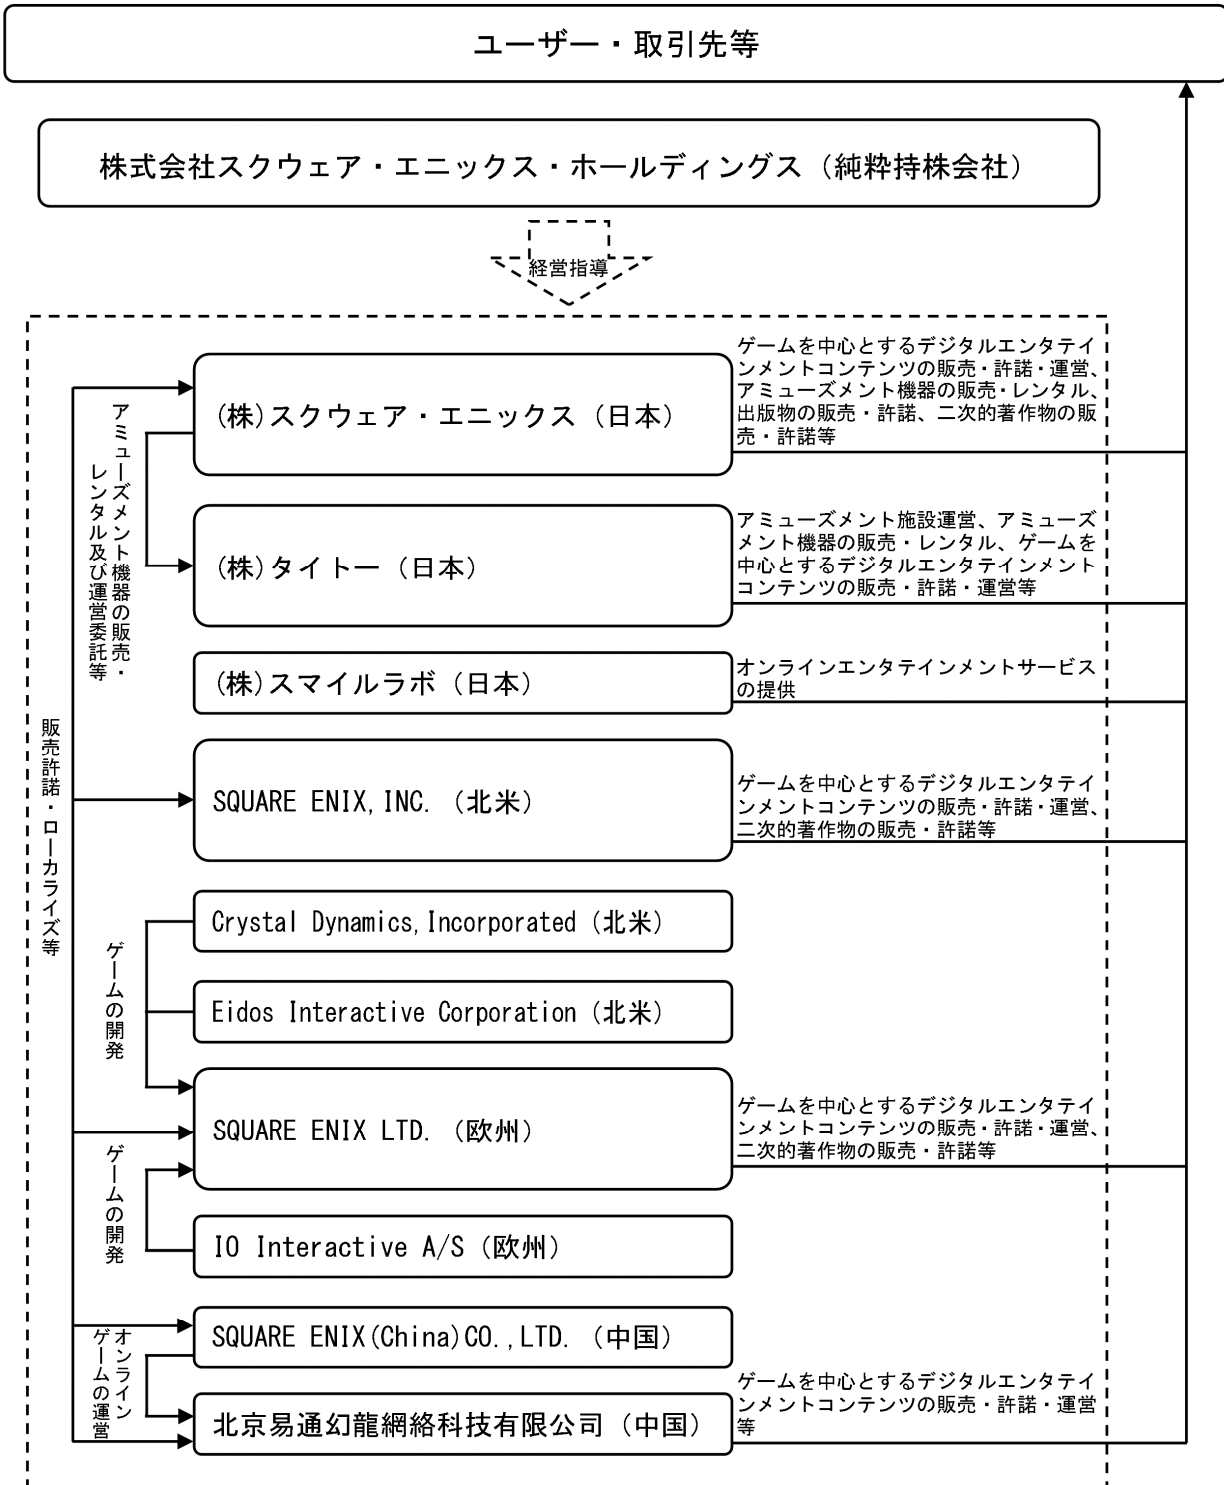 ユーザー・取引先等
株式会社スクウェア・エニックス・ホールディングス（純粋持株会社）
経営指導
(株)スクウェア・エニックス（日本）
ゲームを中心とするデジタルエンタテイ
ンメントコンテンツの販売・許諾・運営、
アミューズメント機器の販売・レンタル、
出版物の販売・許諾、二次的著作物の販
売・許諾等
アミューズメント機器の販売・
レンタル及び運営委託等
(株)タイトー（日本）
アミューズメント施設運営、アミューズ
メント機器の販売・レンタル、ゲームを
中心とするデジタルエンタテインメント
コンテンツの販売・許諾・運営等
(株)スマイルラボ（日本）
オンラインエンタテインメントサービス
の提供
販売許諾・ローカライズ等
SQUARE ENIX,INC.（北米）
ゲームを中心とするデジタルエンタテイ
ンメントコンテンツの販売・許諾・運営、
二次的著作物の販売・許諾等
Crystal Dynamics,Incorporated（北米）
ゲームの開発
Eidos Interactive Corporation（北米）
SQUARE ENIX LTD.（欧州）
ゲームを中心とするデジタルエンタテイ
ンメントコンテンツの販売・許諾・運営、
二次的著作物の販売・許諾等
ゲームの開発
IO Interactive A/S（欧州）
SQUARE ENIX(China)CO.,LTD.（中国）
オンライン
ゲームの運営
北京易通幻龍網絡科技有限公司（中国）
ゲームを中心とするデジタルエンタテイ
ンメントコンテンツの販売・許諾・運営
等